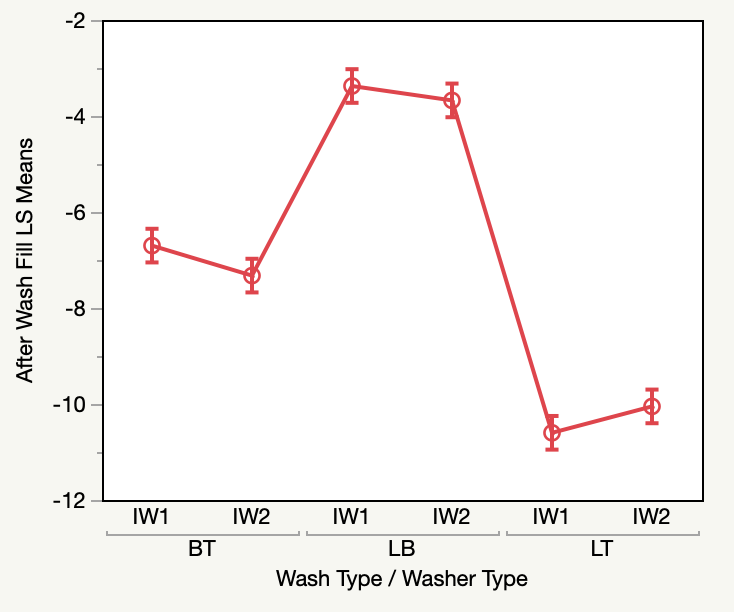 After Wash Fill LS Means
-2
-4
-6
-8
-10
-12
IW1 IW2 IW1 IW2 IW1 IW2
BT LB LT
Wash Type / Washer Type